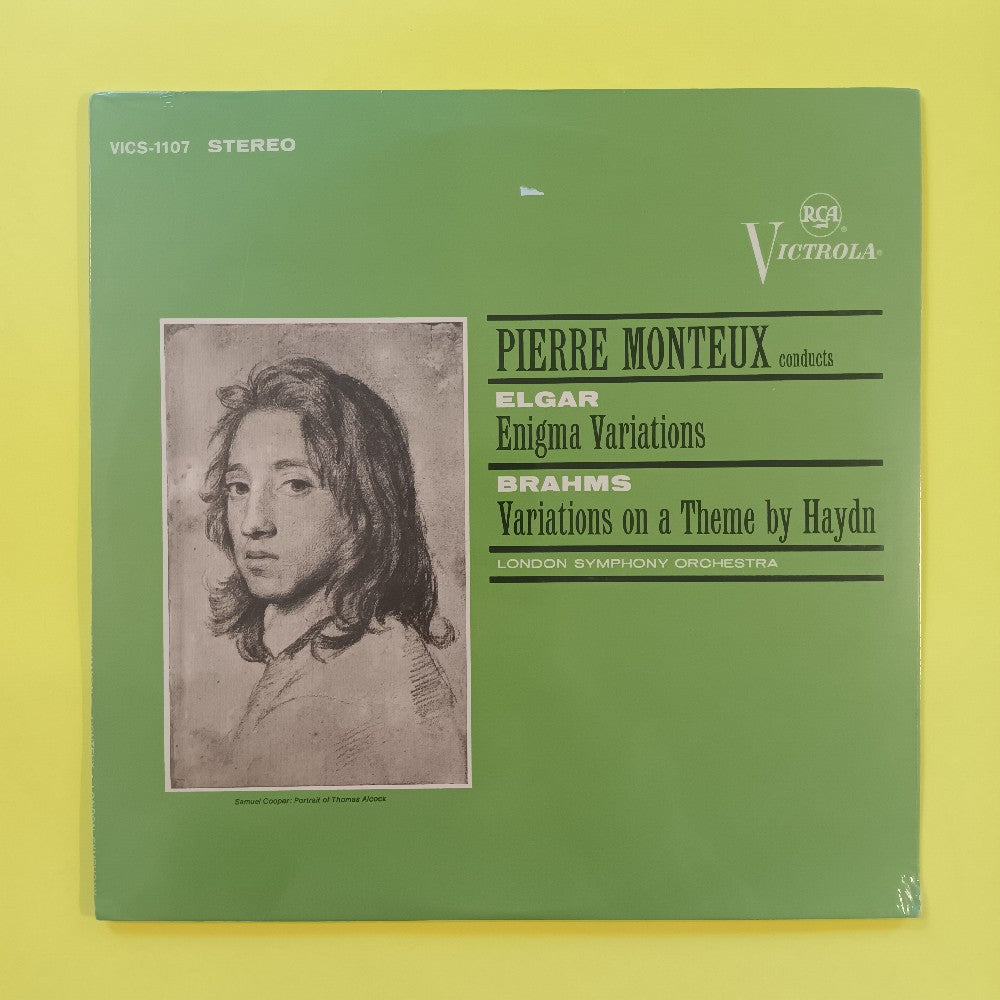 VICS-1107 STEREO
RCA®
VICTROLA®
PIERRE MONTEUX conducts
ELGAR
Enigma Variations
BRAHMS
Variations on a Theme by Haydn
LONDON SYMPHONY ORCHESTRA
Samuel Cooper: Portrait of Thomas Alcock